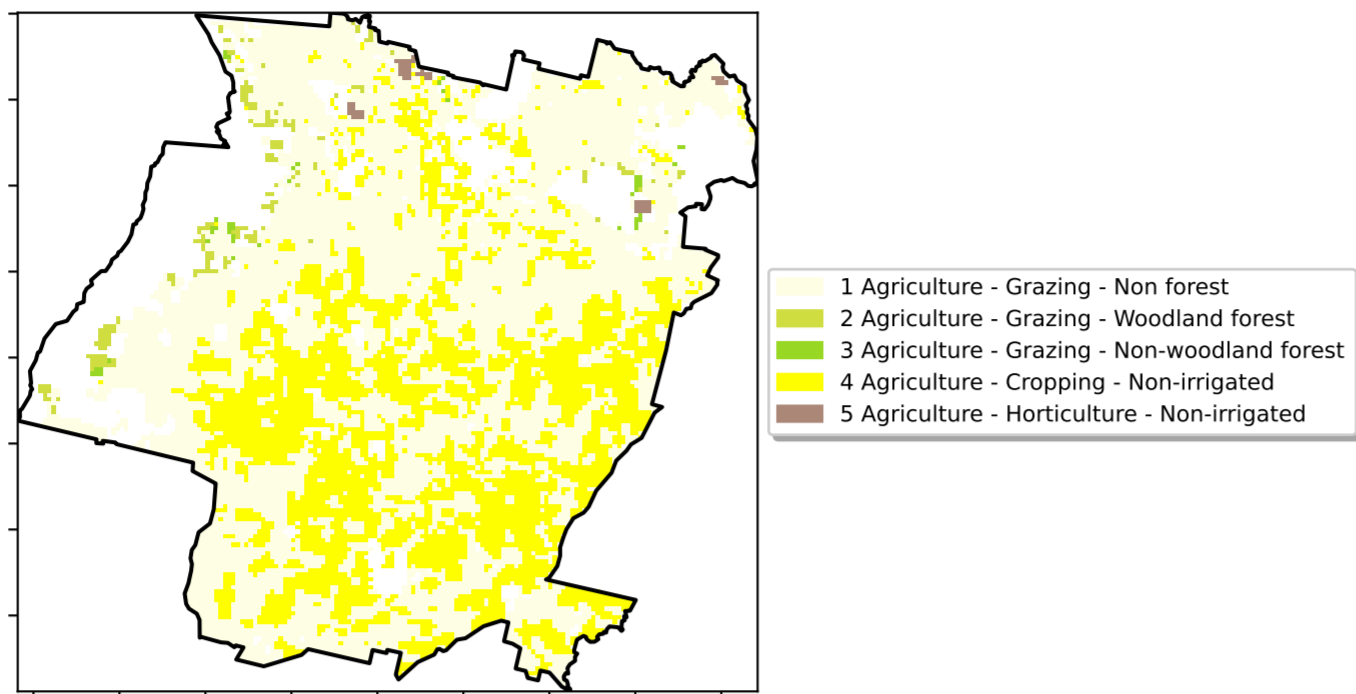 1 Agriculture - Grazing - Non forest
2 Agriculture - Grazing - Woodland forest
3 Agriculture - Grazing - Non-woodland forest
4 Agriculture - Cropping - Non-irrigated
5 Agriculture - Horticulture - Non-irrigated